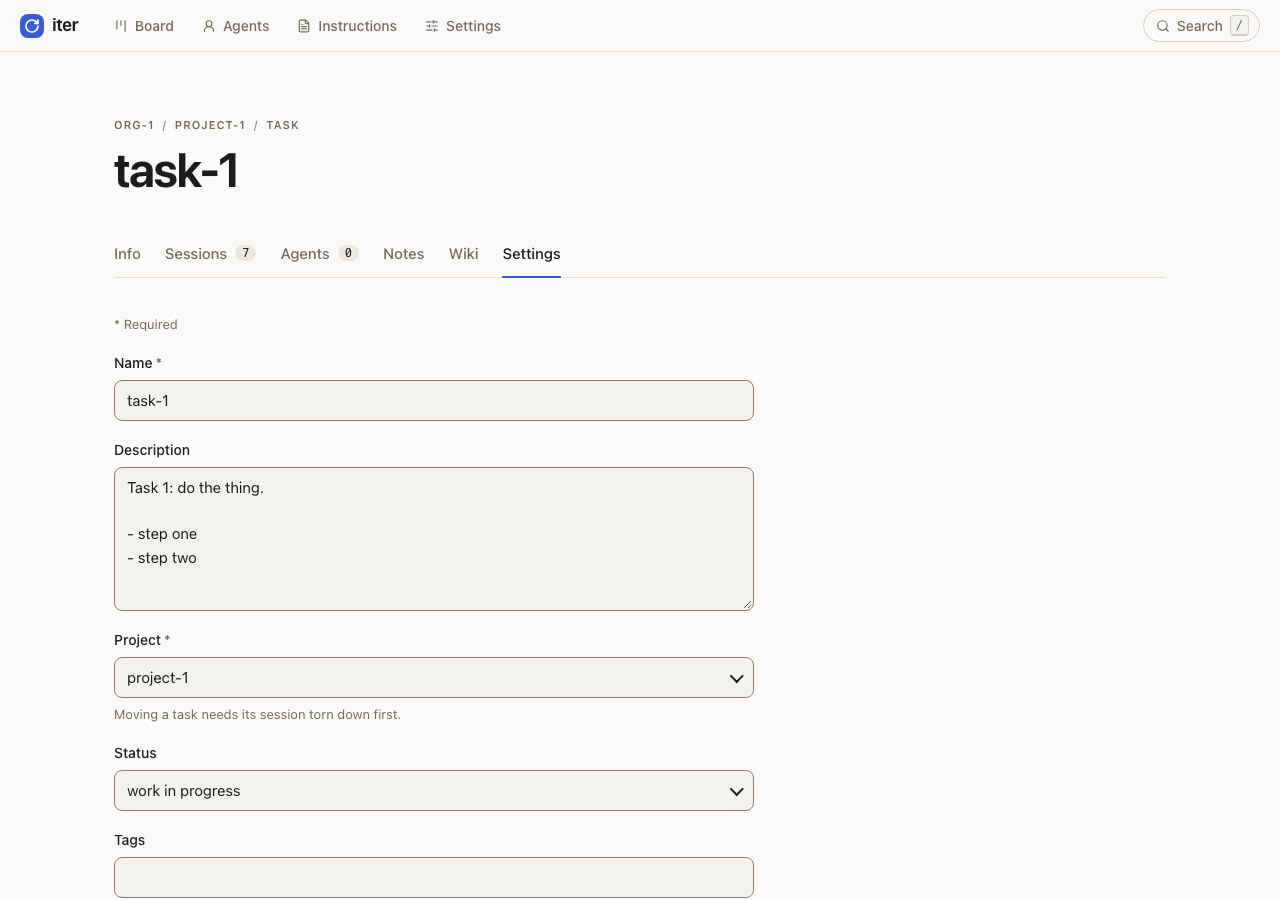 iter
Board
Agents
Instructions
Settings
Search /
ORG-1 / PROJECT-1 / TASK
task-1
Info
Sessions 7
Agents 0
Notes
Wiki
Settings
* Required
Name *
task-1
Description
Task 1: do the thing.
- step one
- step two
Project *
project-1
Moving a task needs its session torn down first.
Status
work in progress
Tags